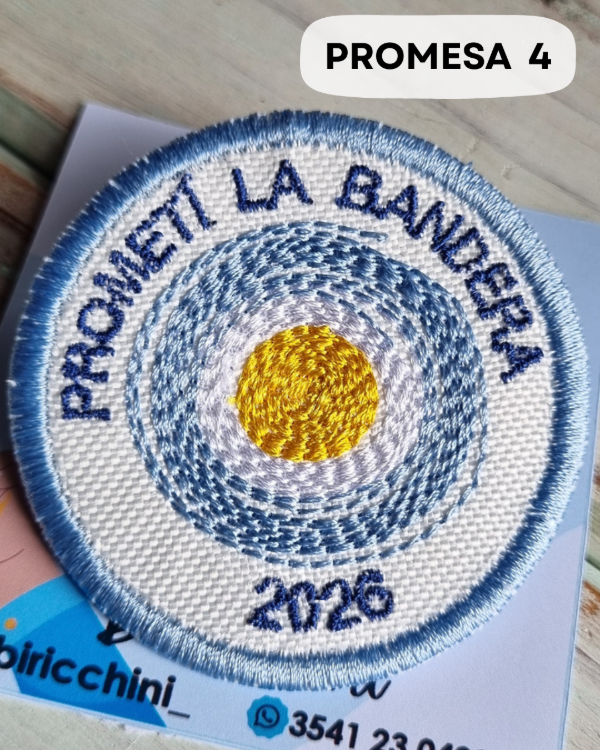 PROMESA 4
PROMETÍ LA BANDERA
2026
biricchini_
3541 23